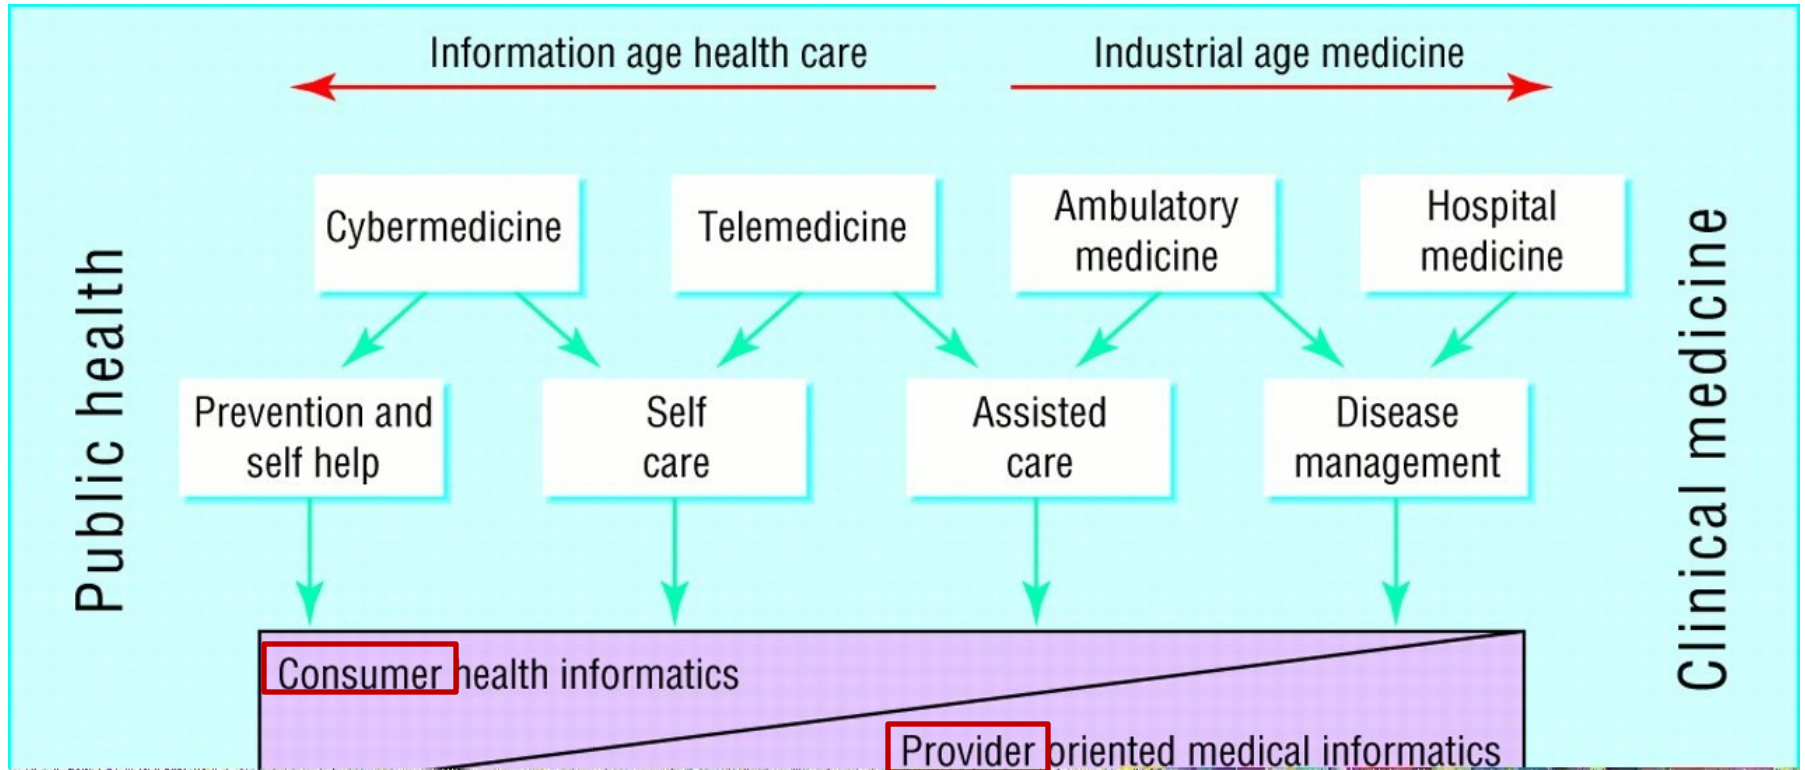 Information age health care
Industrial age medicine
Public health
Clinical medicine
Cybermedicine
Telemedicine
Ambulatory
medicine
Hospital
medicine
Prevention and
self help
Self
care
Assisted
care
Disease
management
Consumer health informatics
Provider oriented medical informatics